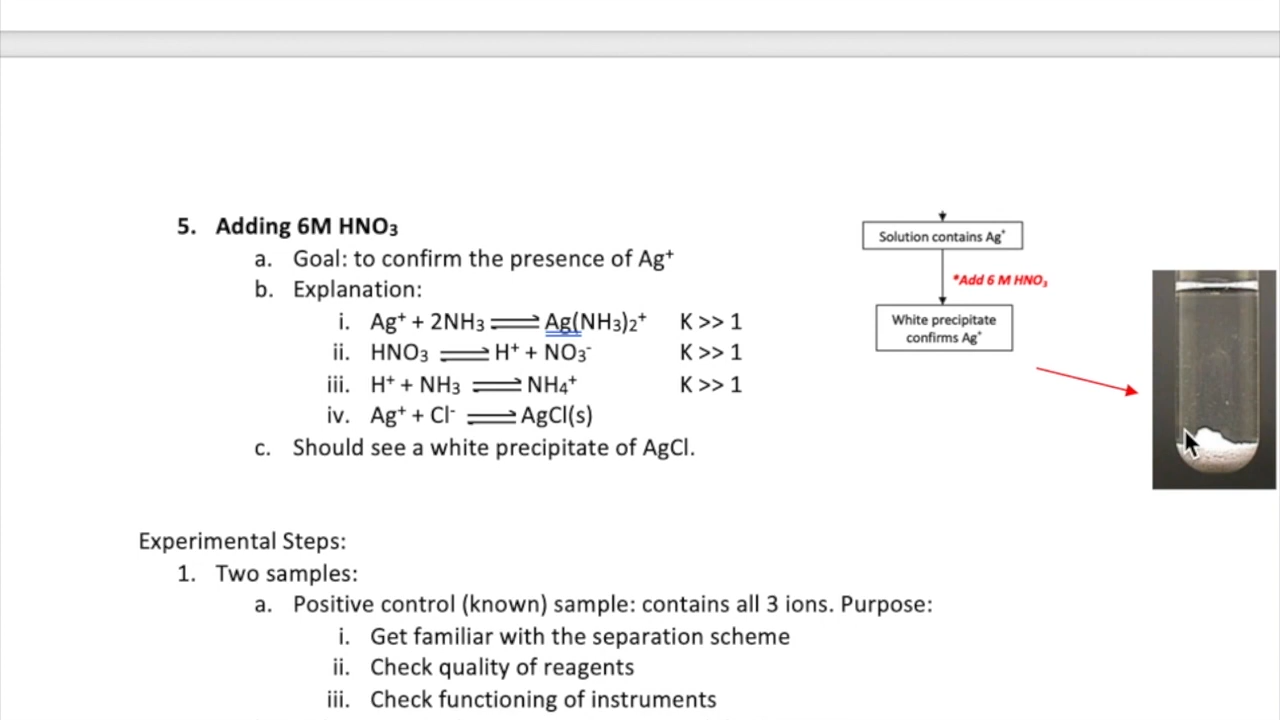 5. Adding 6M HNO₃
a. Goal: to confirm the presence of Ag⁺
b. Explanation:
i. Ag⁺ + 2NH₃ ⇌ Ag(NH₃)₂⁺ K >> 1
ii. HNO₃ ⇌ H⁺ + NO₃⁻ K >> 1
iii. H⁺ + NH₃ ⇌ NH₄⁺ K >> 1
iv. Ag⁺ + Cl⁻ ⇌ AgCl(s)
c. Should see a white precipitate of AgCl.
Solution contains Ag⁺
*Add 6 M HNO₃
White precipitate
confirms Ag⁺
Experimental Steps:
1. Two samples:
a. Positive control (known) sample: contains all 3 ions. Purpose:
i. Get familiar with the separation scheme
ii. Check quality of reagents
iii. Check functioning of instruments